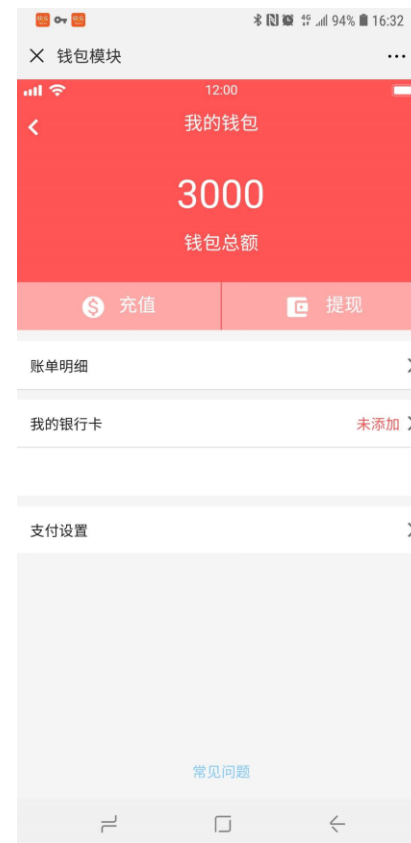 94% 16:32
钱包模块
12:00
我的钱包
3000
钱包总额
充值 提现
账单明细
我的银行卡 未添加
支付设置
常见问题